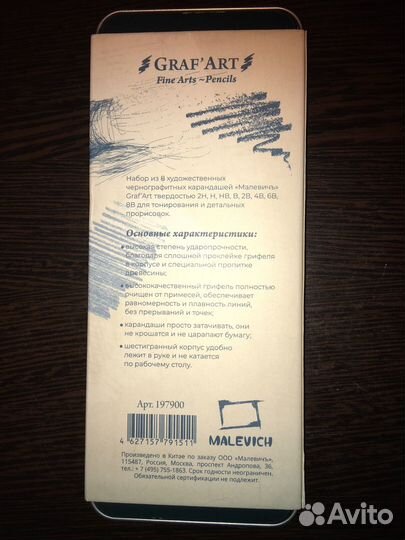 GRAF'ART
Fine Arts ~ Pencils
Набор из 8 художественных
чернографитных карандашей «Малевичъ»
Graf'Art твердостью 2H, H, HB, B, 2B, 4B, 6B,
8B для тонирования и детальных
прорисовок.
Основные характеристики:
• высокая степень ударопрочности,
благодаря сплошной проклейке грифеля
в корпусе и специальной пропитке
древесины;
• высококачественный грифель полностью
очищен от примесей, обеспечивает
равномерность и плавность линий,
без прерываний и точек;
• карандаши просто затачивать, они
не крошатся и не царапают бумагу;
• шестигранный корпус удобно
лежит в руке и не катается
по рабочему столу.
Арт. 197900
4 627157 791511
MALEVICH
Произведено в Китае по заказу ООО «Малевичъ»,
115487, Россия, Москва, проспект Андропова, 36,
тел.: + 7 (495) 755-1863. Срок годности неограничен.
Обязательной сертификации не подлежит.
Avito